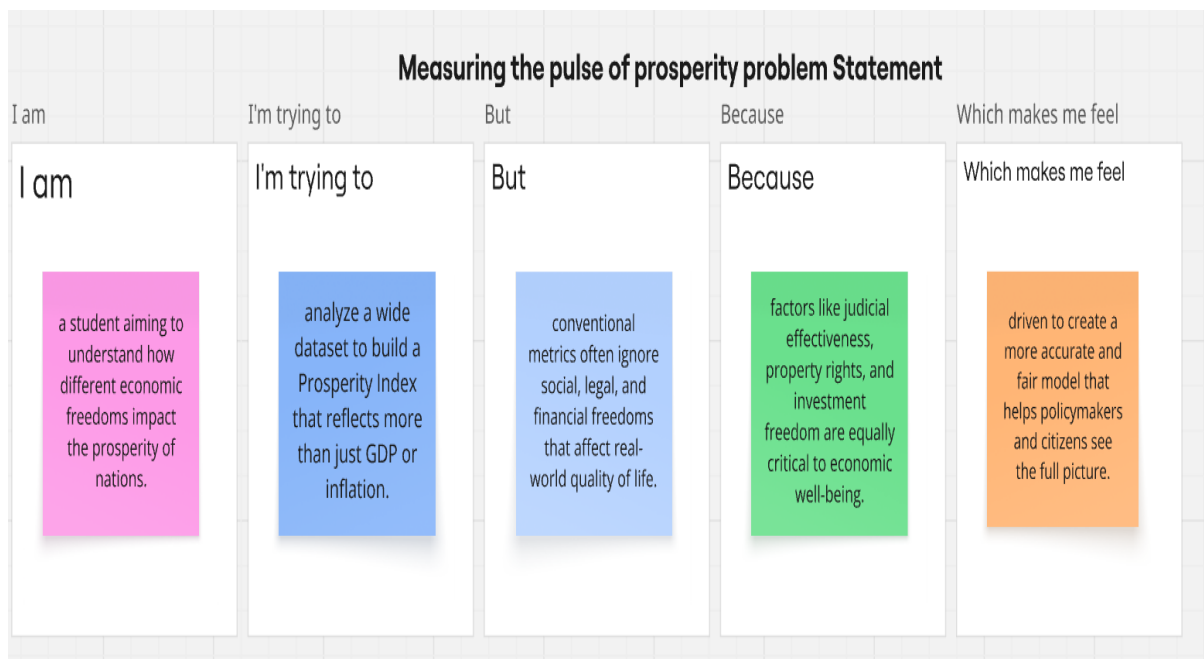 Measuring the pulse of prosperity problem Statement
I am
I'm trying to
But
Because
Which makes me feel
I am
a student aiming to
understand how
different economic
freedoms impact
the prosperity of
nations.
I'm trying to
analyze a wide
dataset to build a
Prosperity Index
that reflects more
than just GDP or
inflation.
But
conventional
metrics often ignore
social, legal, and
financial freedoms
that affect real-
world quality of life.
Because
factors like judicial
effectiveness,
property rights, and
investment
freedom are equally
critical to economic
well-being.
Which makes me feel
driven to create a
more accurate and
fair model that
helps policymakers
and citizens see
the full picture.